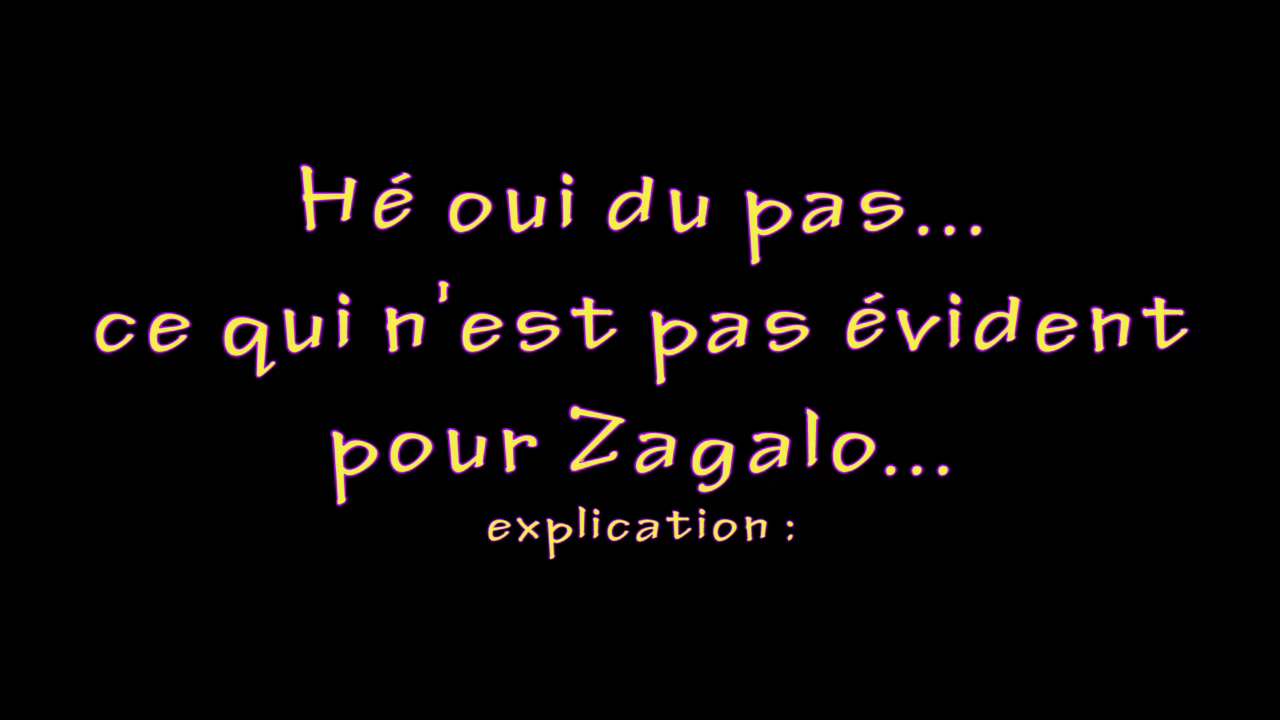 Hé oui du pas...
ce qui n'est pas évident
pour Zagalo...
explication :